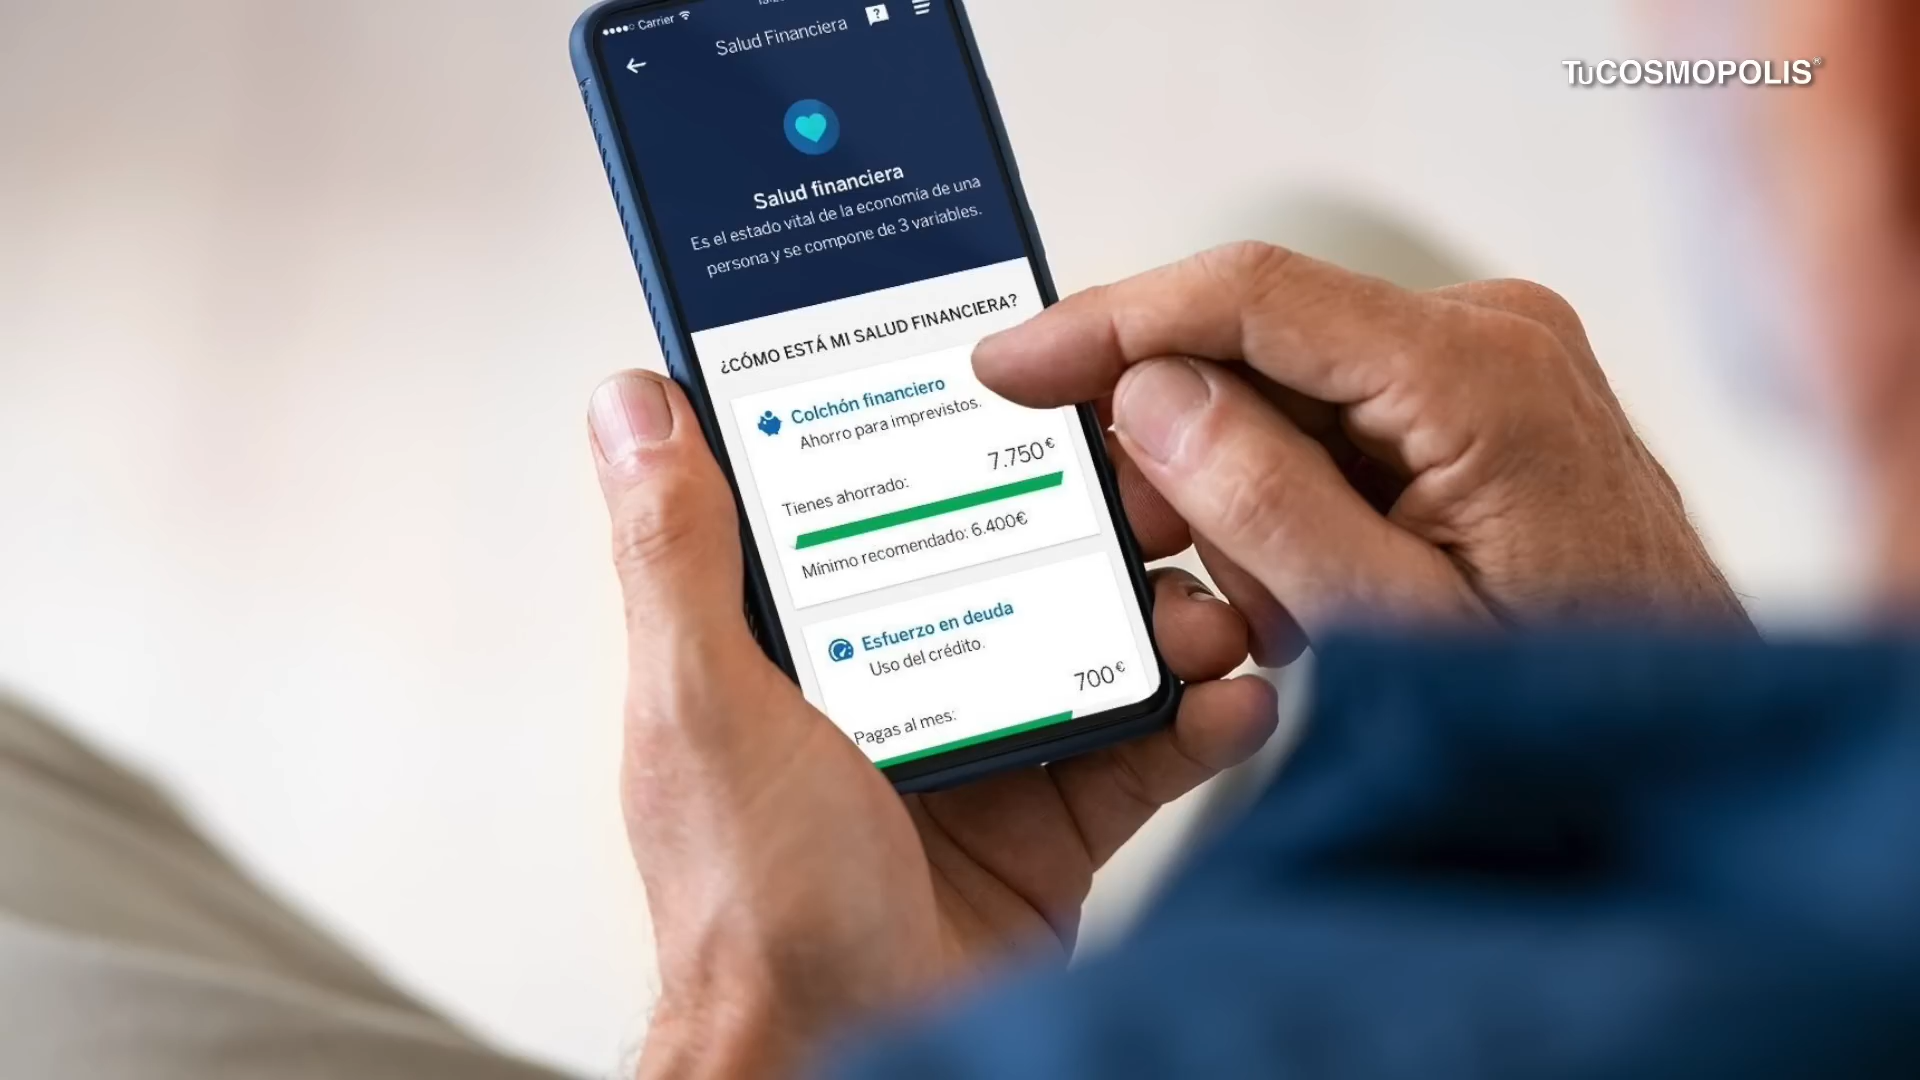 Carrier
Salud Financiera
?
TuCOSMOPOLIS®
Salud financiera
Es el estado vital de la economía de una
persona y se compone de 3 variables.
¿CÓMO ESTÁ MI SALUD FINANCIERA?
Colchón financiero
Ahorro para imprevistos.
Tienes ahorrado: 7.750€
Mínimo recomendado: 6.400€
Esfuerzo en deuda
Uso del crédito.
Pagas al mes: 700€